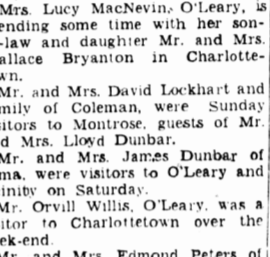 Mrs. Lucy MacNevin, O'Leary, is
ending some time with her son-
-law and daughter Mr. and Mrs.
allace Bryanton in Charlotte-
wn.
Mr. and Mrs. David Lockhart and
mily of Coleman, were Sunday
itors to Montrose, guests of Mr.
d Mrs. Lloyd Dunbar.
Mr. and Mrs. James Dunbar of
ma, were visitors to O'Leary and
inity on Saturday.
Mr. Orvill Willis, O'Leary, was a
itor to Charlottetown over the
ek-end.
Mr. and Mrs. Edmond Peters of